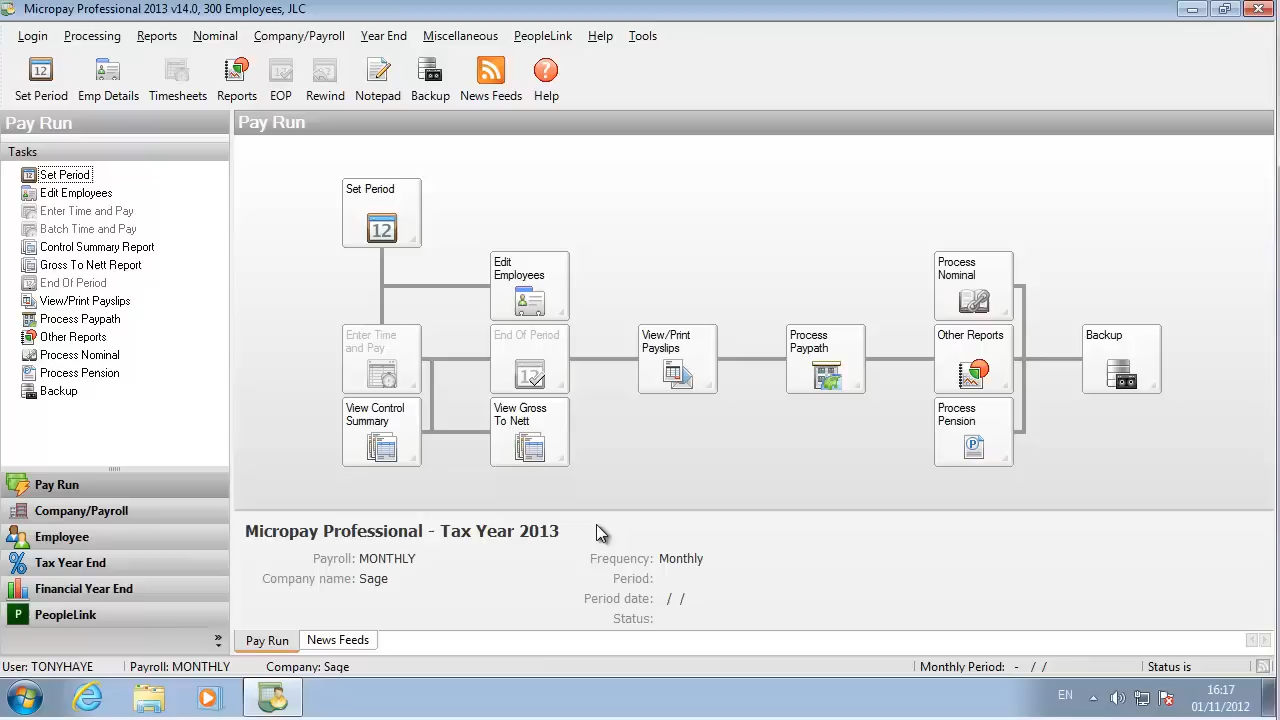 Micropay Professional 2013 v14.0, 300 Employees, JLC
Login Processing Reports Nominal Company/Payroll Year End Miscellaneous PeopleLink Help Tools
12
Set Period Emp Details Timesheets Reports EOP Rewind Notepad Backup News Feeds Help
Pay Run
Tasks
Set Period
Edit Employees
Enter Time and Pay
Batch Time and Pay
Control Summary Report
Gross To Nett Report
End Of Period
View/Print Payslips
Process Paypath
Other Reports
Process Nominal
Process Pension
Backup
Pay Run
Company/Payroll
Employee
Tax Year End
Financial Year End
P PeopleLink
Pay Run
Set Period
12
Edit
Employees
Process
Nominal
Enter Time
and Pay
End Of Period
12
View/Print
Payslips
Process
Paypath
Other Reports
Backup
View Control
Summary
View Gross
To Nett
Process
Pension
P
Micropay Professional - Tax Year 2013
Payroll: MONTHLY
Company name: Sage
Frequency: Monthly
Period:
Period date: / /
Status:
Pay Run News Feeds
User: TONYHAYE Payroll: MONTHLY Company: Sage Monthly Period: - / / Status is
EN
16:17
01/11/2012